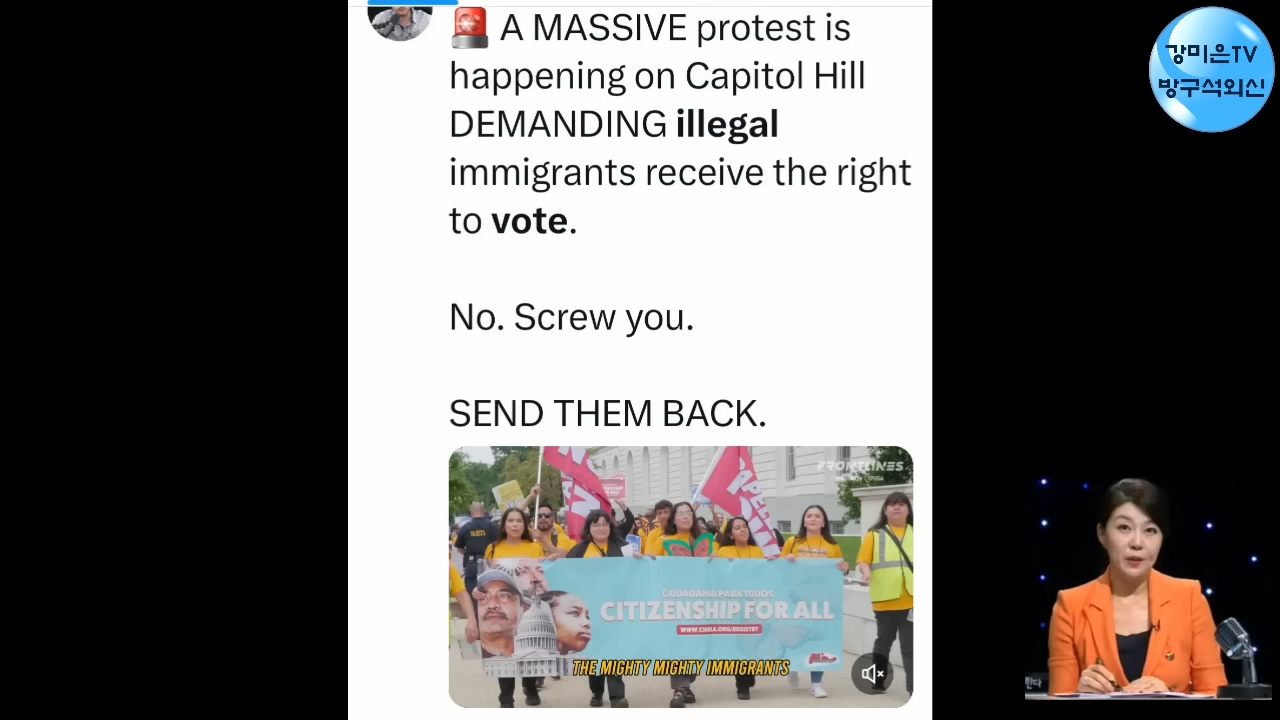 🚨 A MASSIVE protest is
happening on Capitol Hill
DEMANDING illegal
immigrants receive the right
to vote.
No. Screw you.
SEND THEM BACK.
강미은TV
방구석외신
FRONTLINES
TPUSA
CIUDADANÍA PARA TODOS
CITIZENSHIP FOR ALL
WWW.CHIRLA.ORG/REGISTRY
THE MIGHTY MIGHTY IMMIGRANTS